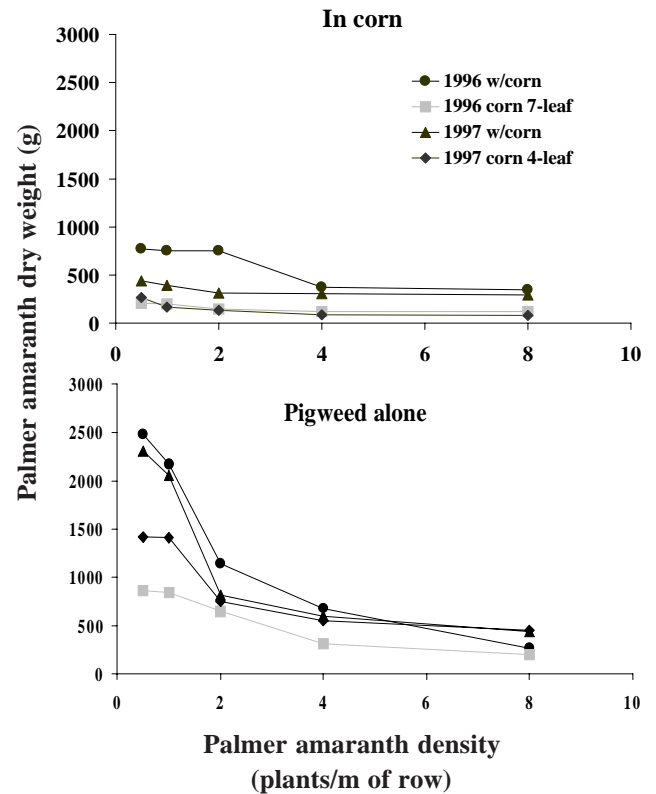 In corn
3000
2500
2000
1500
1000
500
0
1996 w/corn
1996 corn 7-leaf
1997 w/corn
1997 corn 4-leaf
0 2 4 6 8 10
Palmer amaranth dry weight (g)
Pigweed alone
3000
2500
2000
1500
1000
500
0
0 2 4 6 8 10
Palmer amaranth density
(plants/m of row)